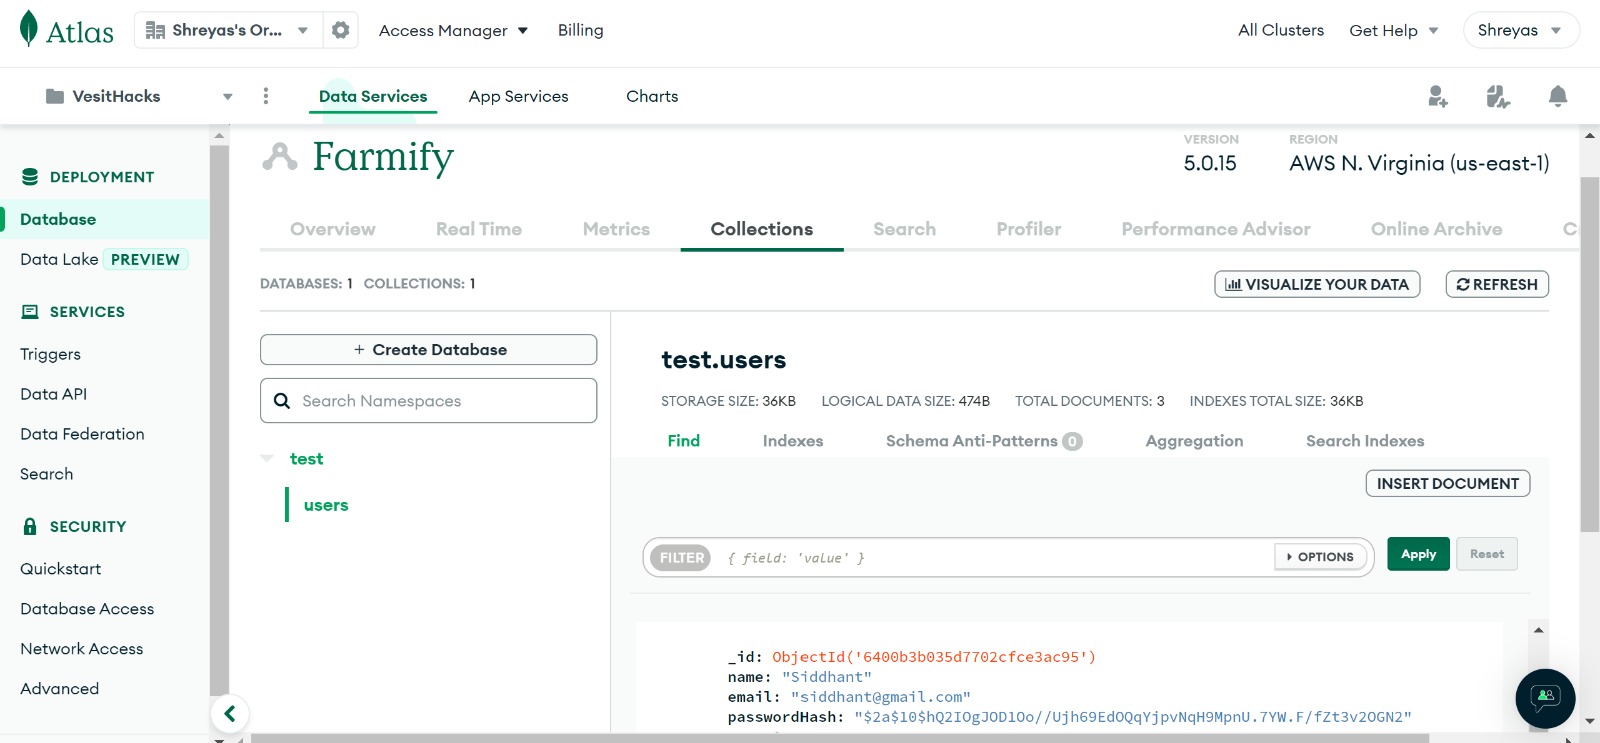 Atlas
Shreyas's Or...
Access Manager
Billing
All Clusters
Get Help
Shreyas
VesitHacks
Data Services
App Services
Charts
DEPLOYMENT
Database
Data Lake PREVIEW
SERVICES
Triggers
Data API
Data Federation
Search
SECURITY
Quickstart
Database Access
Network Access
Advanced
Farmify
VERSION
5.0.15
REGION
AWS N. Virginia (us-east-1)
Overview
Real Time
Metrics
Collections
Search
Profiler
Performance Advisor
Online Archive
DATABASES: 1 COLLECTIONS: 1
VISUALIZE YOUR DATA
REFRESH
+ Create Database
Search Namespaces
test
users
test.users
STORAGE SIZE: 36KB LOGICAL DATA SIZE: 474B TOTAL DOCUMENTS: 3 INDEXES TOTAL SIZE: 36KB
Find
Indexes
Schema Anti-Patterns 0
Aggregation
Search Indexes
INSERT DOCUMENT
FILTER { field: 'value' }
OPTIONS
Apply
Reset
_id: ObjectId('6400b3b035d7702cfce3ac95')
name: "Siddhant"
email: "siddhant@gmail.com"
passwordHash: "$2a$10$hQ2IOgJOD1Oo//Ujh69EdOQqYjpvNqH9MpnU.7YW.F/fZt3v2OGN2"